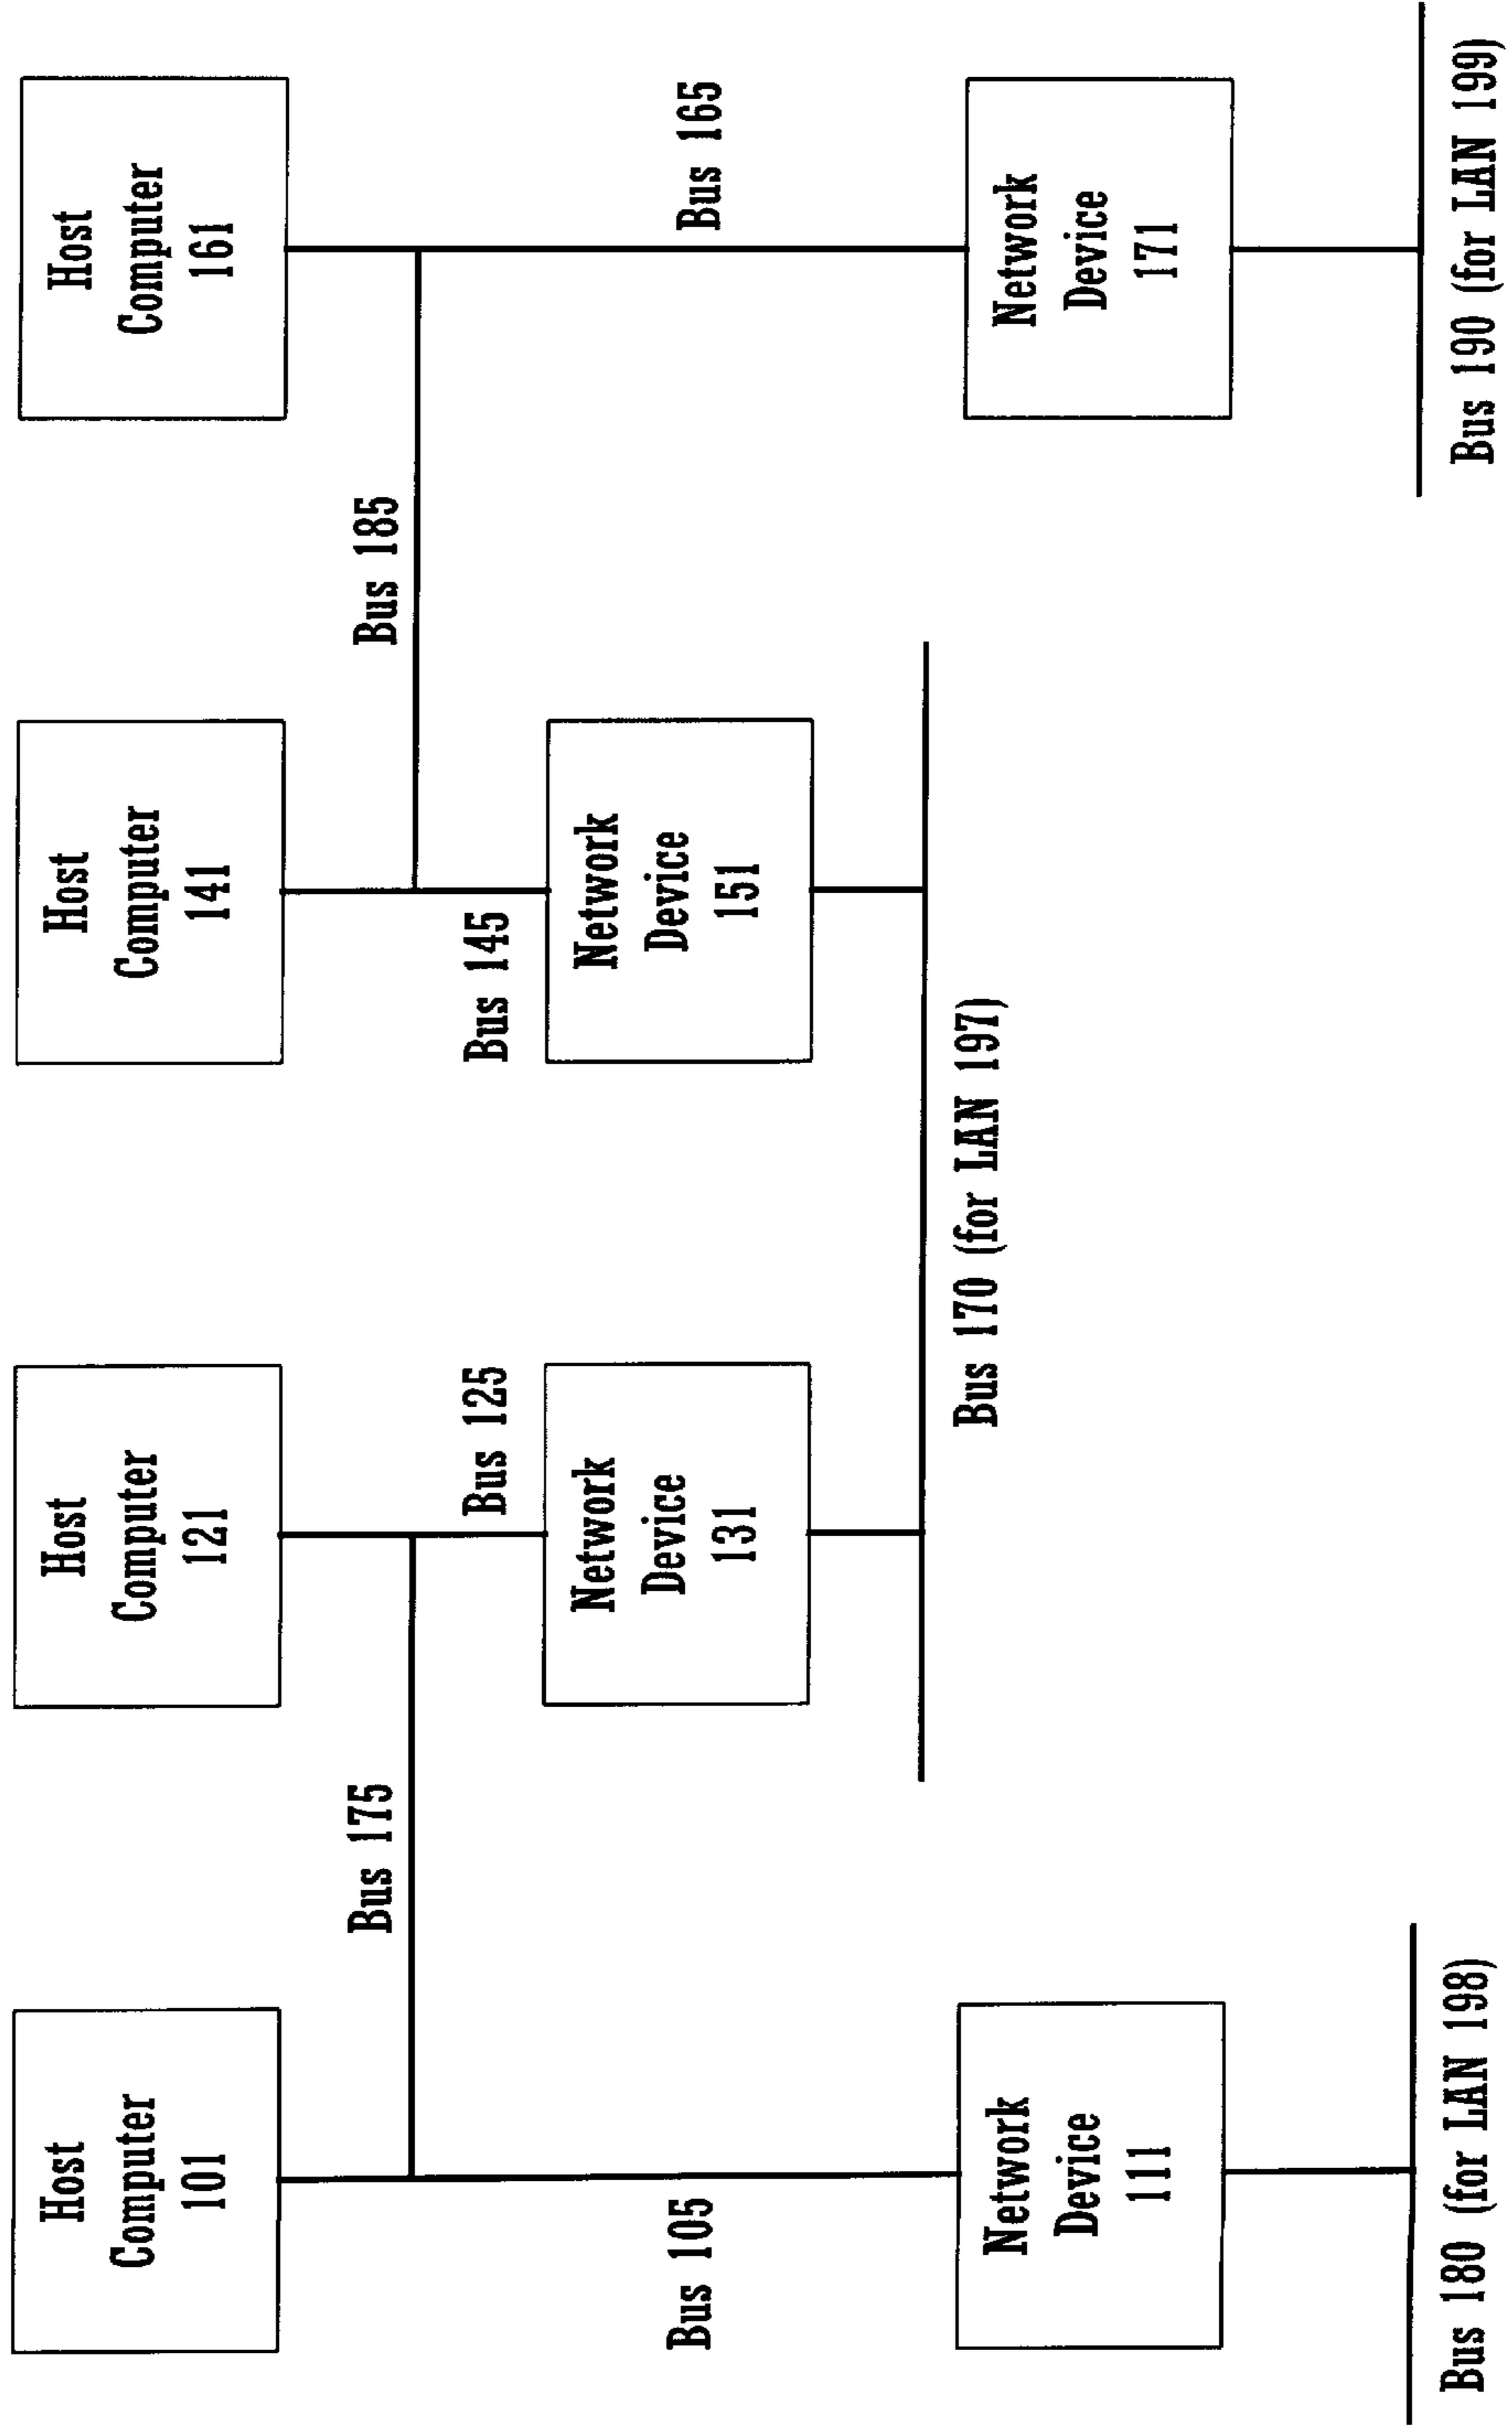 Host
Computer
101
Host
Computer
121
Host
Computer
141
Host
Computer
161
Bus 175
Bus 185
Bus 125
Bus 145
Bus 105
Bus 165
Network
Device
131
Network
Device
151
Network
Device
111
Network
Device
171
Bus 170 (for LAN 197)
Bus 180 (for LAN 198)
Bus 190 (for LAN 199)